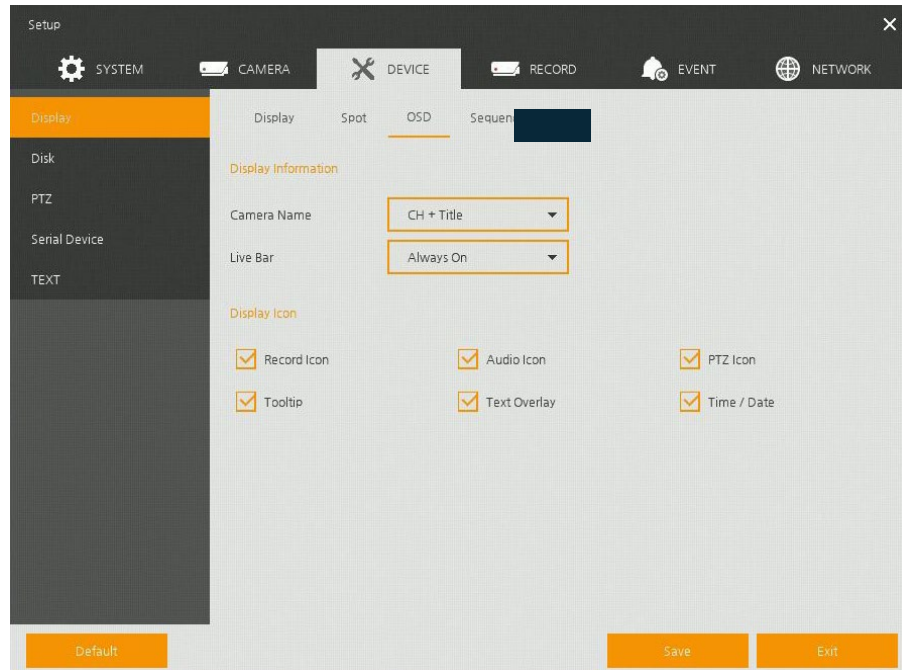 Setup
SYSTEM CAMERA DEVICE RECORD EVENT NETWORK
Display Display Spot OSD
Disk
Display Information
PTZ
Camera Name CH + Title
Serial Device
Live Bar Always On
TEXT
Display Icon
Record Icon Audio Icon PTZ Icon
Tooltip Text Overlay Time / Date
Default Save Exit